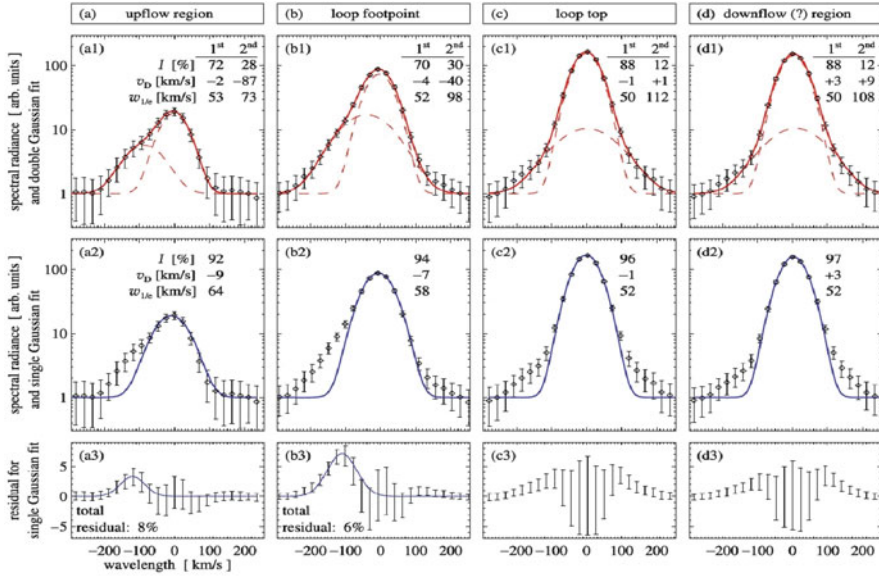 (a) upflow region
(b) loop footpoint
(c) loop top
(d) downflow (?) region
spectral radiance [ arb. units ]
and double Gaussian fit
100
10
1
(a1)
1st 2nd
I [%] 72 28
vD [km/s] −2 −87
w1/e [km/s] 53 73
(b1)
1st 2nd
70 30
−4 −40
52 98
(c1)
1st 2nd
88 12
−1 +1
50 112
(d1)
1st 2nd
88 12
+3 +9
50 108
spectral radiance [ arb. units ]
and single Gaussian fit
100
10
1
(a2)
I [%] 92
vD [km/s] −9
w1/e [km/s] 64
(b2)
94
−7
58
(c2)
96
−1
52
(d2)
97
+3
52
residual for
single Gaussian fit
5
0
−5
(a3)
total
residual: 8%
(b3)
total
residual: 6%
(c3)
(d3)
−200 −100 0 100 200
−200 −100 0 100 200
−200 −100 0 100 200
−200 −100 0 100 200
wavelength [ km/s ]